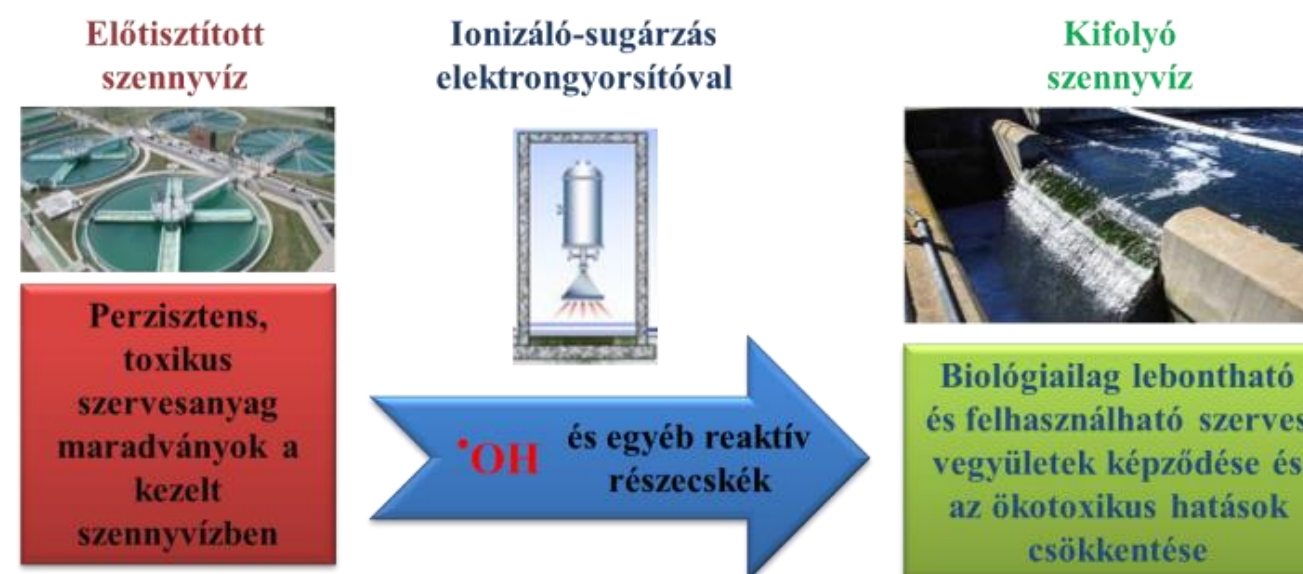 Előtisztított
szennyvíz
Ionizáló-sugárzás
elektrongyorsítóval
Kifolyó
szennyvíz
Perzisztens,
toxikus
szervesanyag
maradványok a
kezelt
szennyvízben
•OH és egyéb reaktív
részecskék
Biológiailag lebontható
és felhasználható szerves
vegyületek képződése és
az ökotoxikus hatások
csökkentése